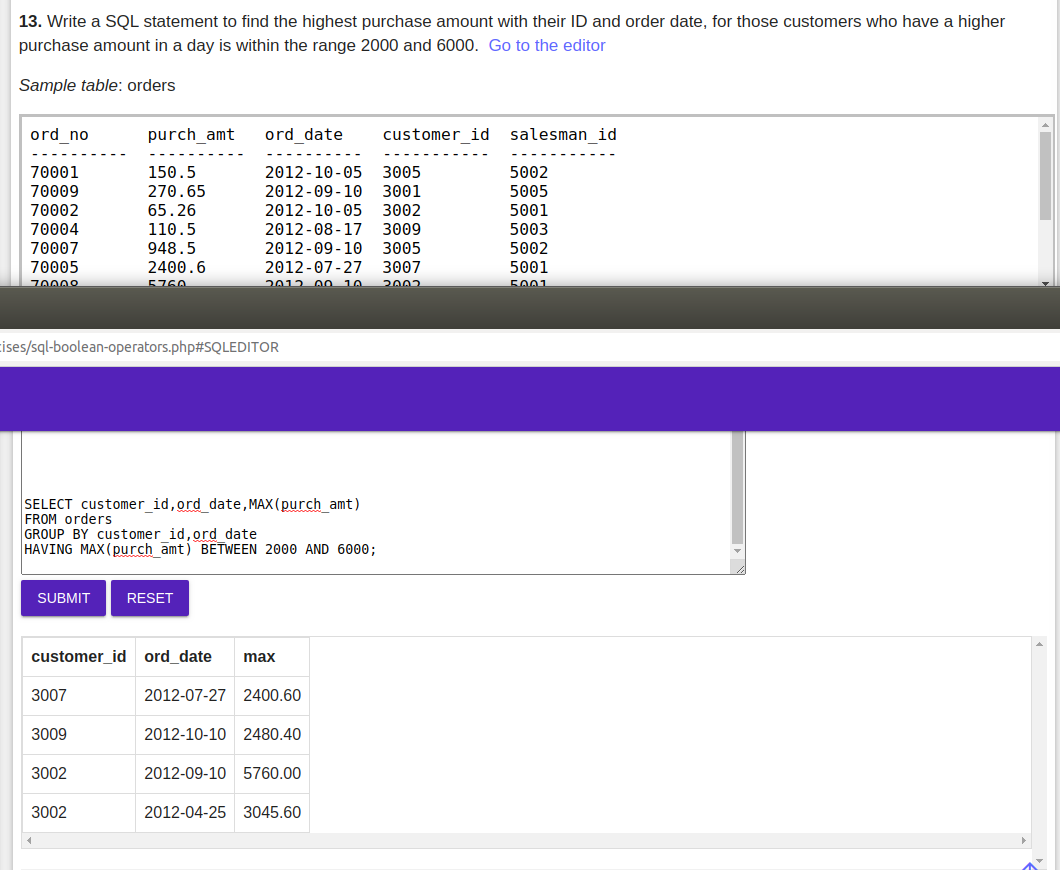 13. Write a SQL statement to find the highest purchase amount with their ID and order date, for those customers who have a higher
purchase amount in a day is within the range 2000 and 6000.  Go to the editor
Sample table: orders
ord_no purch_amt ord_date customer_id salesman_id
---------- ---------- ---------- ----------- -----------
70001 150.5 2012-10-05 3005 5002
70009 270.65 2012-09-10 3001 5005
70002 65.26 2012-10-05 3002 5001
70004 110.5 2012-08-17 3009 5003
70007 948.5 2012-09-10 3005 5002
70005 2400.6 2012-07-27 3007 5001
70008 5760 2012-09-10 3002 5001
ises/sql-boolean-operators.php#SQLEDITOR
SELECT customer_id,ord_date,MAX(purch_amt)
FROM orders
GROUP BY customer_id,ord_date
HAVING MAX(purch_amt) BETWEEN 2000 AND 6000;
SUBMIT RESET
customer_id ord_date max
3007 2012-07-27 2400.60
3009 2012-10-10 2480.40
3002 2012-09-10 5760.00
3002 2012-04-25 3045.60